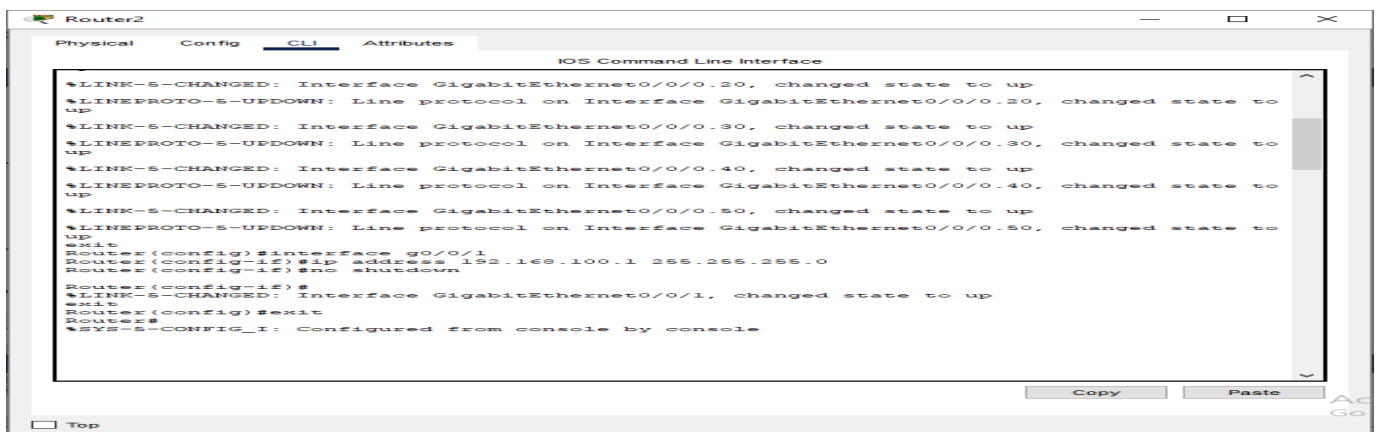 Router2
Physical Config CLI Attributes
IOS Command Line Interface
%LINK-5-CHANGED: Interface GigabitEthernet0/0/0.20, changed state to up
%LINEPROTO-5-UPDOWN: Line protocol on Interface GigabitEthernet0/0/0.20, changed state to
up
%LINK-5-CHANGED: Interface GigabitEthernet0/0/0.30, changed state to up
%LINEPROTO-5-UPDOWN: Line protocol on Interface GigabitEthernet0/0/0.30, changed state to
up
%LINK-5-CHANGED: Interface GigabitEthernet0/0/0.40, changed state to up
%LINEPROTO-5-UPDOWN: Line protocol on Interface GigabitEthernet0/0/0.40, changed state to
up
%LINK-5-CHANGED: Interface GigabitEthernet0/0/0.50, changed state to up
%LINEPROTO-5-UPDOWN: Line protocol on Interface GigabitEthernet0/0/0.50, changed state to
up
exit
Router(config)#interface g0/0/1
Router(config-if)#ip address 192.168.100.1 255.255.255.0
Router(config-if)#no shutdown
Router(config-if)#
%LINK-5-CHANGED: Interface GigabitEthernet0/0/1, changed state to up
exit
Router(config)#exit
Router#
%SYS-5-CONFIG_I: Configured from console by console
Copy Paste
Ac
Go
Top